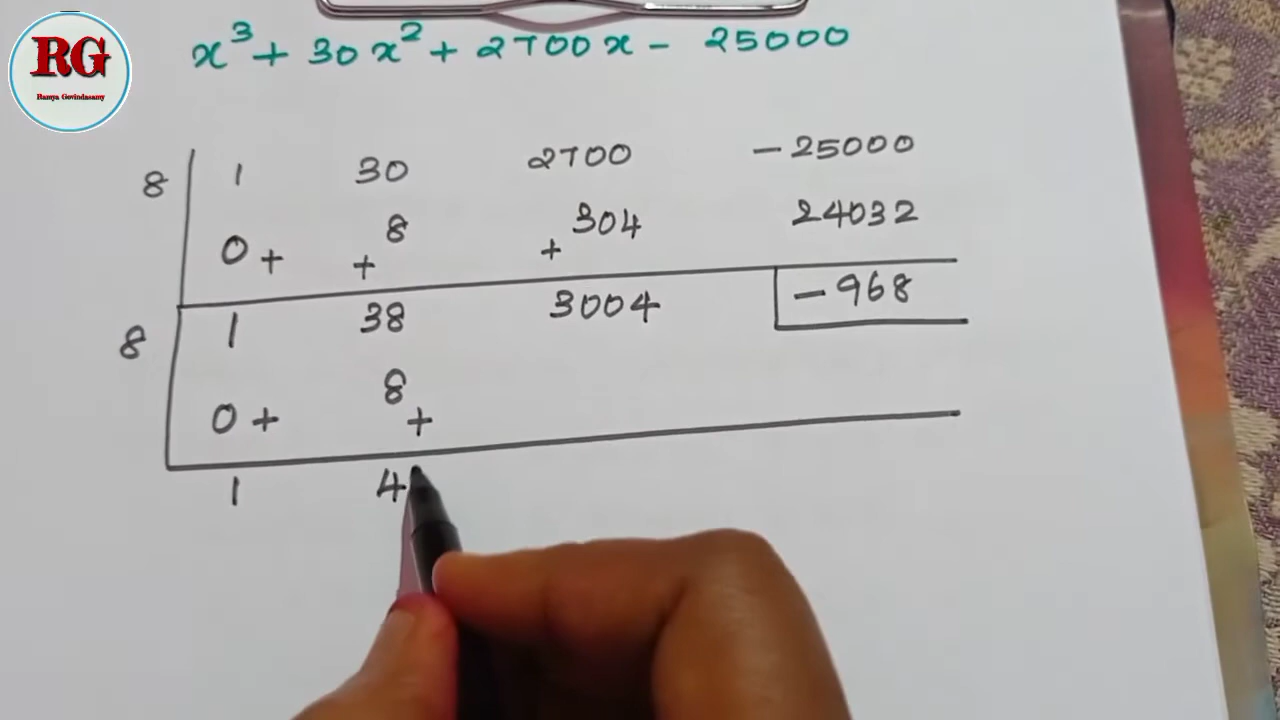 RG
Ramya Govindasamy
x³ + 30x² + 2700x - 25000
8 1 30 2700 - 25000
0 + + 8 + 304 24032
8 1 38 3004 - 968
0 + 8 +
1 4